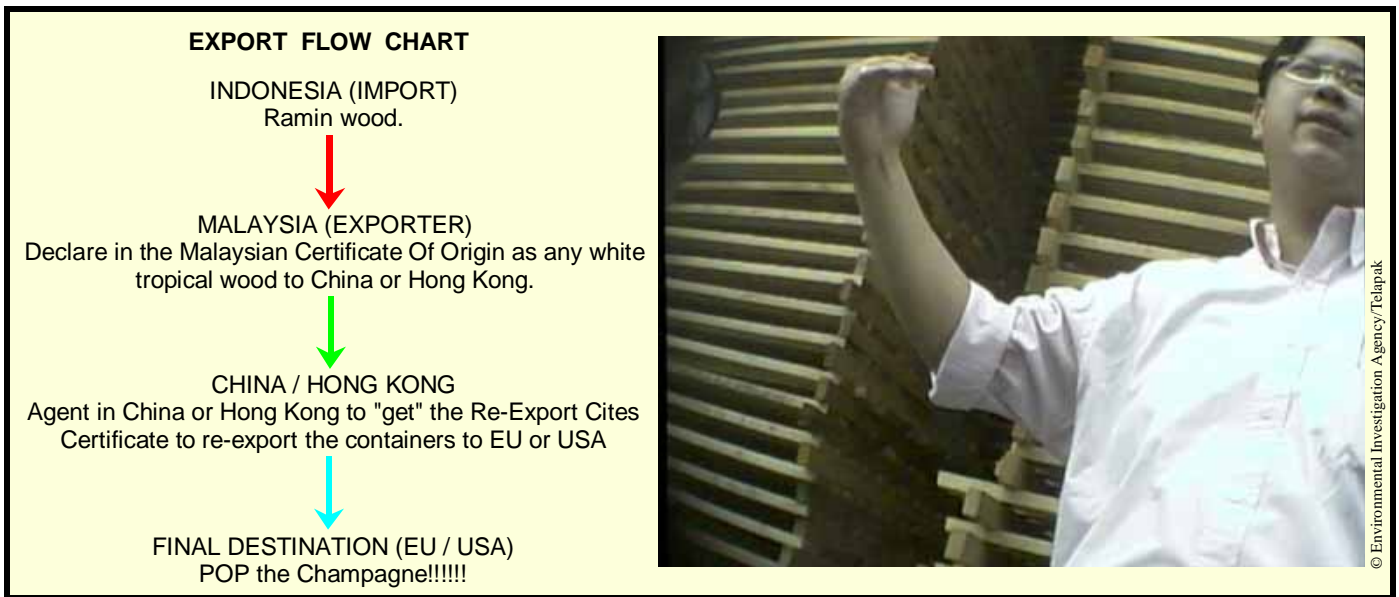 EXPORT FLOW CHART
INDONESIA (IMPORT)
Ramin wood.
MALAYSIA (EXPORTER)
Declare in the Malaysian Certificate Of Origin as any white
tropical wood to China or Hong Kong.
CHINA / HONG KONG
Agent in China or Hong Kong to "get" the Re-Export Cites
Certificate to re-export the containers to EU or USA
FINAL DESTINATION (EU / USA)
POP the Champagne!!!!!!
© Environmental Investigation Agency/Telapak